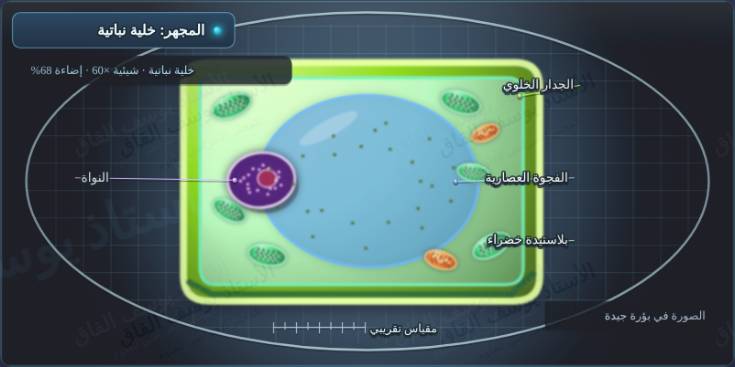 المجهر: خلية نباتية
خلية نباتية · شيئية ×60 · إضاءة 68%
الجدار الخلوي
النواة
الفجوة العصارية
بلاستيدة خضراء
الصورة في بؤرة جيدة
مقياس تقريبي